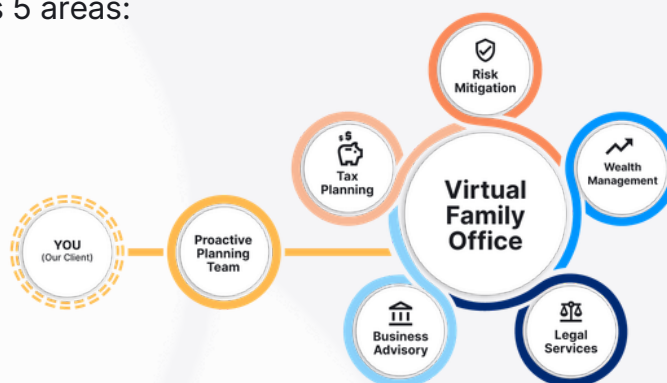 s 5 areas:
Risk
Mitigation
$$
Tax
Planning
Wealth
Management
Virtual
Family
Office
YOU
(Our Client)
Proactive
Planning
Team
Business
Advisory
Legal
Services